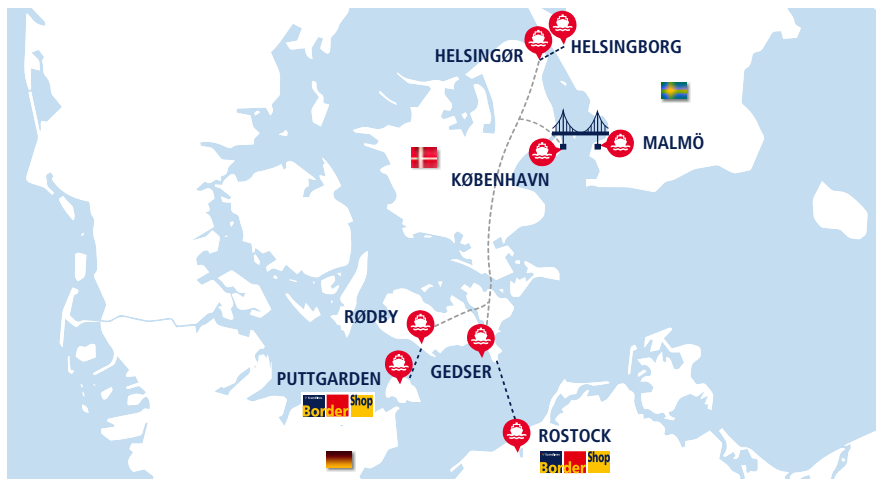 HELSINGØR
HELSINGBORG
MALMÖ
KØBENHAVN
RØDBY
PUTTGARDEN
GEDSER
Border Shop
ROSTOCK
Border Shop